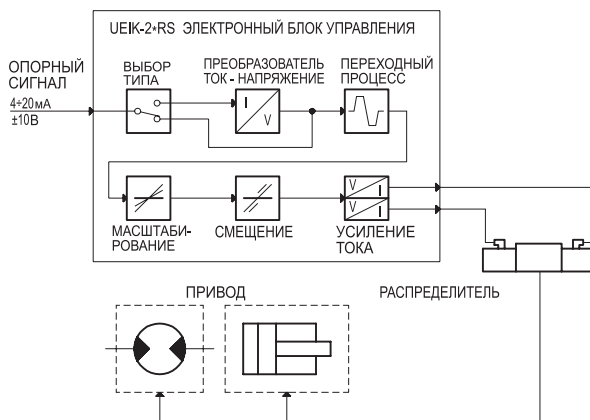 UEIK-2*RS ЭЛЕКТРОННЫЙ БЛОК УПРАВЛЕНИЯ
ОПОРНЫЙ
СИГНАЛ
4÷20мА
±10В
ВЫБОР
ТИПА
ПРЕОБРАЗОВАТЕЛЬ
ТОК - НАПРЯЖЕНИЕ
ПЕРЕХОДНЫЙ
ПРОЦЕСС
I
V
МАСШТАБИ-
РОВАНИЕ
СМЕЩЕНИЕ
V
I
V
I
УСИЛЕНИЕ
ТОКА
ПРИВОД
РАСПРЕДЕЛИТЕЛЬ